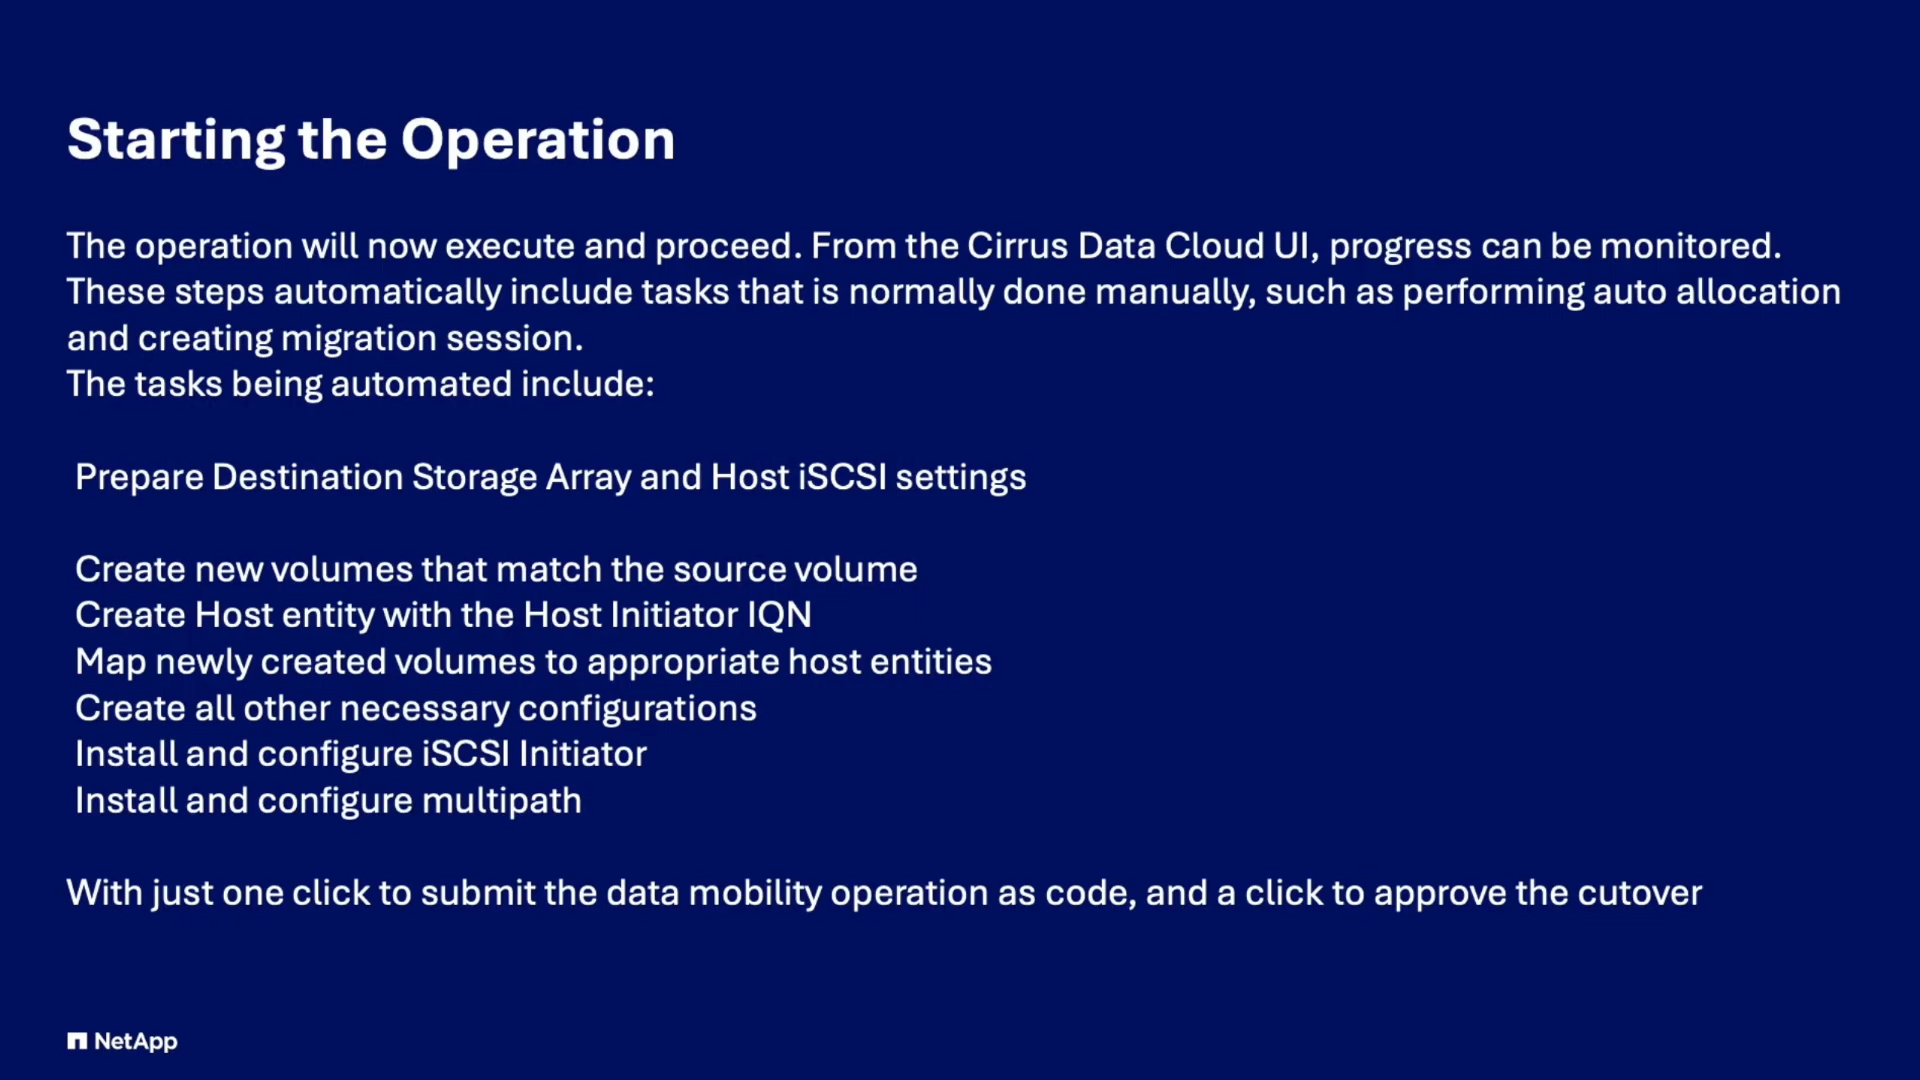 Starting the Operation
The operation will now execute and proceed. From the Cirrus Data Cloud UI, progress can be monitored.
These steps automatically include tasks that is normally done manually, such as performing auto allocation
and creating migration session.
The tasks being automated include:
Prepare Destination Storage Array and Host iSCSI settings
Create new volumes that match the source volume
Create Host entity with the Host Initiator IQN
Map newly created volumes to appropriate host entities
Create all other necessary configurations
Install and configure iSCSI Initiator
Install and configure multipath
With just one click to submit the data mobility operation as code, and a click to approve the cutover
NetApp